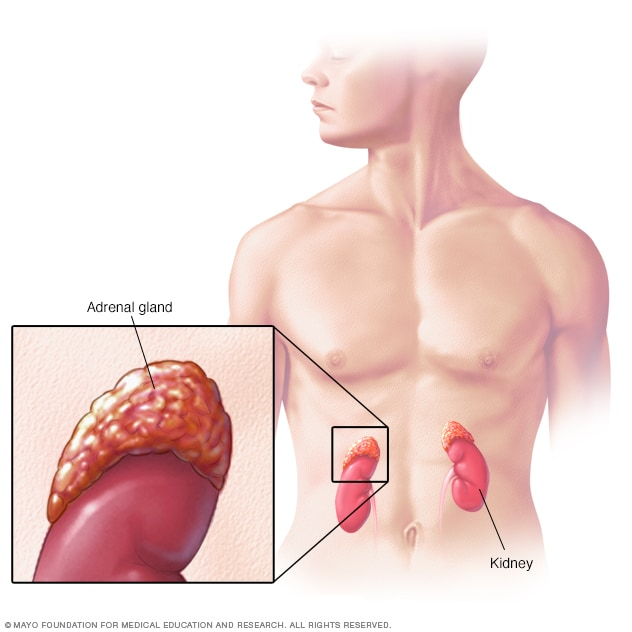 Adrenal gland
Kidney
© MAYO FOUNDATION FOR MEDICAL EDUCATION AND RESEARCH. ALL RIGHTS RESERVED.